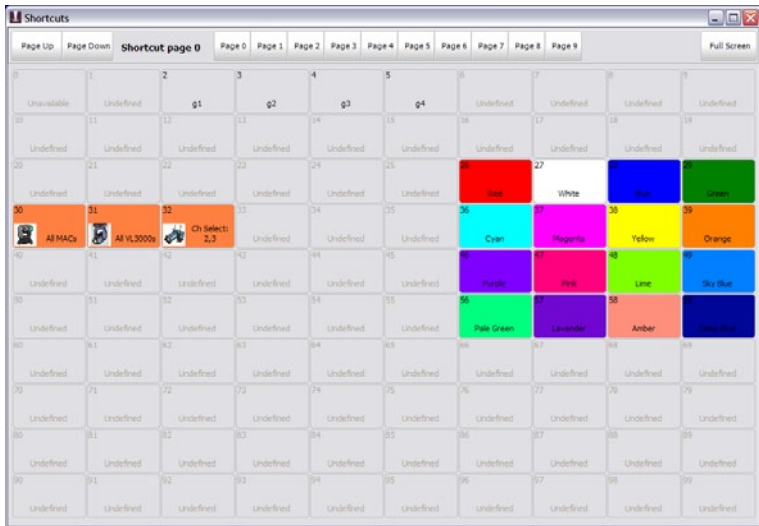 Shortcuts
Page Up Page Down Shortcut page 0 Page 0 Page 1 Page 2 Page 3 Page 4 Page 5 Page 6 Page 7 Page 8 Page 9 Full Screen
0 1 2 3 4 5 6 7 8 9
Unavailable Undefined g1 g2 g3 g4 Undefined Undefined Undefined Undefined
10 11 12 13 14 15 16 17 18 19
Undefined Undefined Undefined Undefined Undefined Undefined Undefined Undefined Undefined Undefined
20 21 22 23 24 25 26 27 28 29
Undefined Undefined Undefined Undefined Undefined Undefined Red White Blue Green
30 31 32 33 34 35 36 37 38 39
All MACs All VL3000s Ch Select: 2,3 Undefined Undefined Undefined Cyan Magenta Yellow Orange
40 41 42 43 44 45 46 47 48 49
Undefined Undefined Undefined Undefined Undefined Undefined Purple Pink Lime Sky Blue
50 51 52 53 54 55 56 57 58 59
Undefined Undefined Undefined Undefined Undefined Undefined Pale Green Lavender Amber Deep Blue
60 61 62 63 64 65 66 67 68 69
Undefined Undefined Undefined Undefined Undefined Undefined Undefined Undefined Undefined Undefined
70 71 72 73 74 75 76 77 78 79
Undefined Undefined Undefined Undefined Undefined Undefined Undefined Undefined Undefined Undefined
80 81 82 83 84 85 86 87 88 89
Undefined Undefined Undefined Undefined Undefined Undefined Undefined Undefined Undefined Undefined
90 91 92 93 94 95 96 97 98 99
Undefined Undefined Undefined Undefined Undefined Undefined Undefined Undefined Undefined Undefined